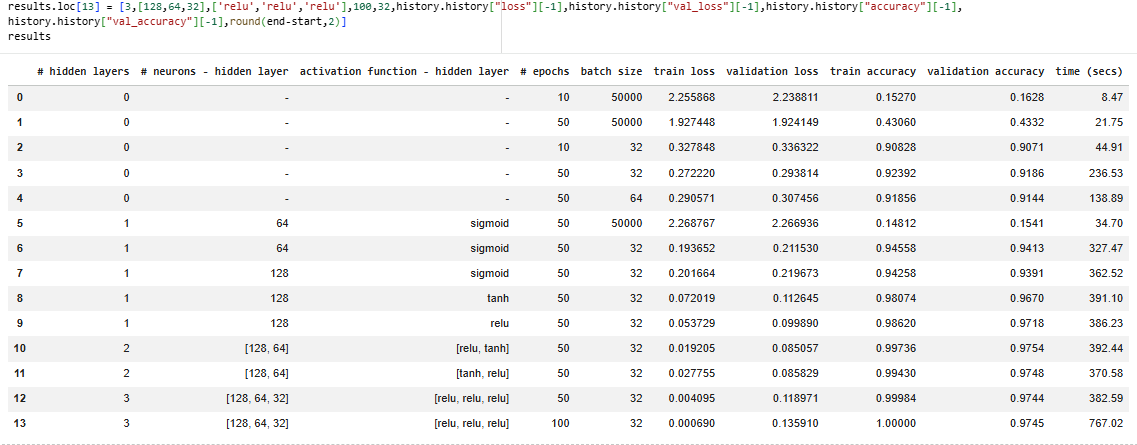 results.loc[13] = [3,[128,64,32],['relu','relu','relu'],100,32,history.history["loss"][-1],history.history["val_loss"][-1],history.history["accuracy"][-1],
history.history["val_accuracy"][-1],round(end-start,2)]
results
# hidden layers # neurons - hidden layer activation function - hidden layer # epochs batch size train loss validation loss train accuracy validation accuracy time (secs)
0 0 - - 10 50000 2.255868 2.238811 0.15270 0.1628 8.47
1 0 - - 50 50000 1.927448 1.924149 0.43060 0.4332 21.75
2 0 - - 10 32 0.327848 0.336322 0.90828 0.9071 44.91
3 0 - - 50 32 0.272220 0.293814 0.92392 0.9186 236.53
4 0 - - 50 64 0.290571 0.307456 0.91856 0.9144 138.89
5 1 64 sigmoid 50 50000 2.268767 2.266936 0.14812 0.1541 34.70
6 1 64 sigmoid 50 32 0.193652 0.211530 0.94558 0.9413 327.47
7 1 128 sigmoid 50 32 0.201664 0.219673 0.94258 0.9391 362.52
8 1 128 tanh 50 32 0.072019 0.112645 0.98074 0.9670 391.10
9 1 128 relu 50 32 0.053729 0.099890 0.98620 0.9718 386.23
10 2 [128, 64] [relu, tanh] 50 32 0.019205 0.085057 0.99736 0.9754 392.44
11 2 [128, 64] [tanh, relu] 50 32 0.027755 0.085829 0.99430 0.9748 370.58
12 3 [128, 64, 32] [relu, relu, relu] 50 32 0.004095 0.118971 0.99984 0.9744 382.59
13 3 [128, 64, 32] [relu, relu, relu] 100 32 0.000690 0.135910 1.00000 0.9745 767.02